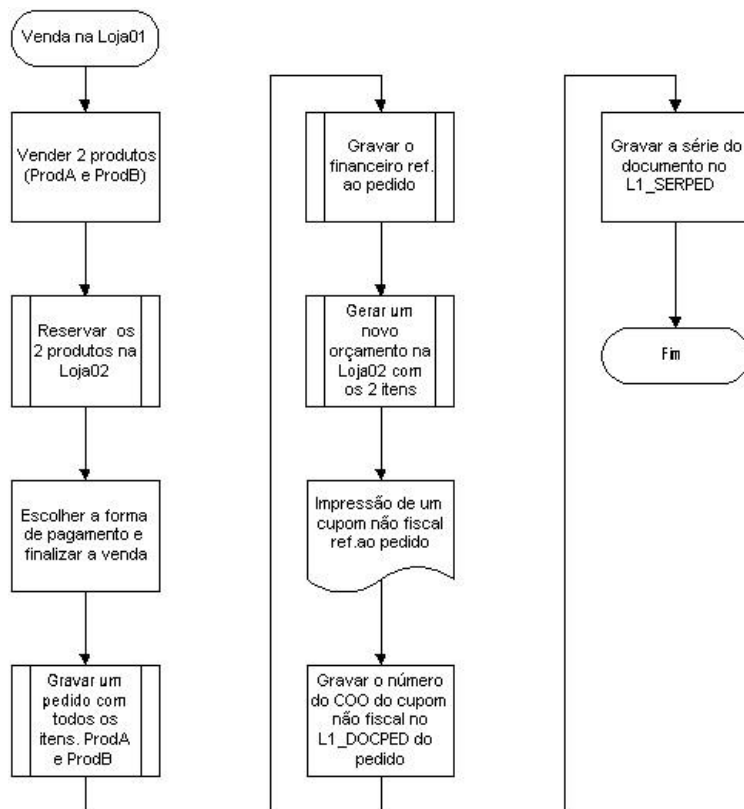 Venda na Loja01
Vender 2 produtos
(ProdA e ProdB)
Reservar os
2 produtos na
Loja02
Escolher a forma
de pagamento e
finalizar a venda
Gravar um
pedido com
todos os
itens. ProdA
e ProdB
Gravar o
financeiro ref.
ao pedido
Gerar um
novo
orçamento na
Loja02 com
os 2 itens
Impressão de um
cupom não fiscal
ref.ao pedido
Gravar o número
do COO do cupom
não fiscal no
L1_DOCPED do
pedido
Gravar a série do
documento no
L1_SERPED
Fim